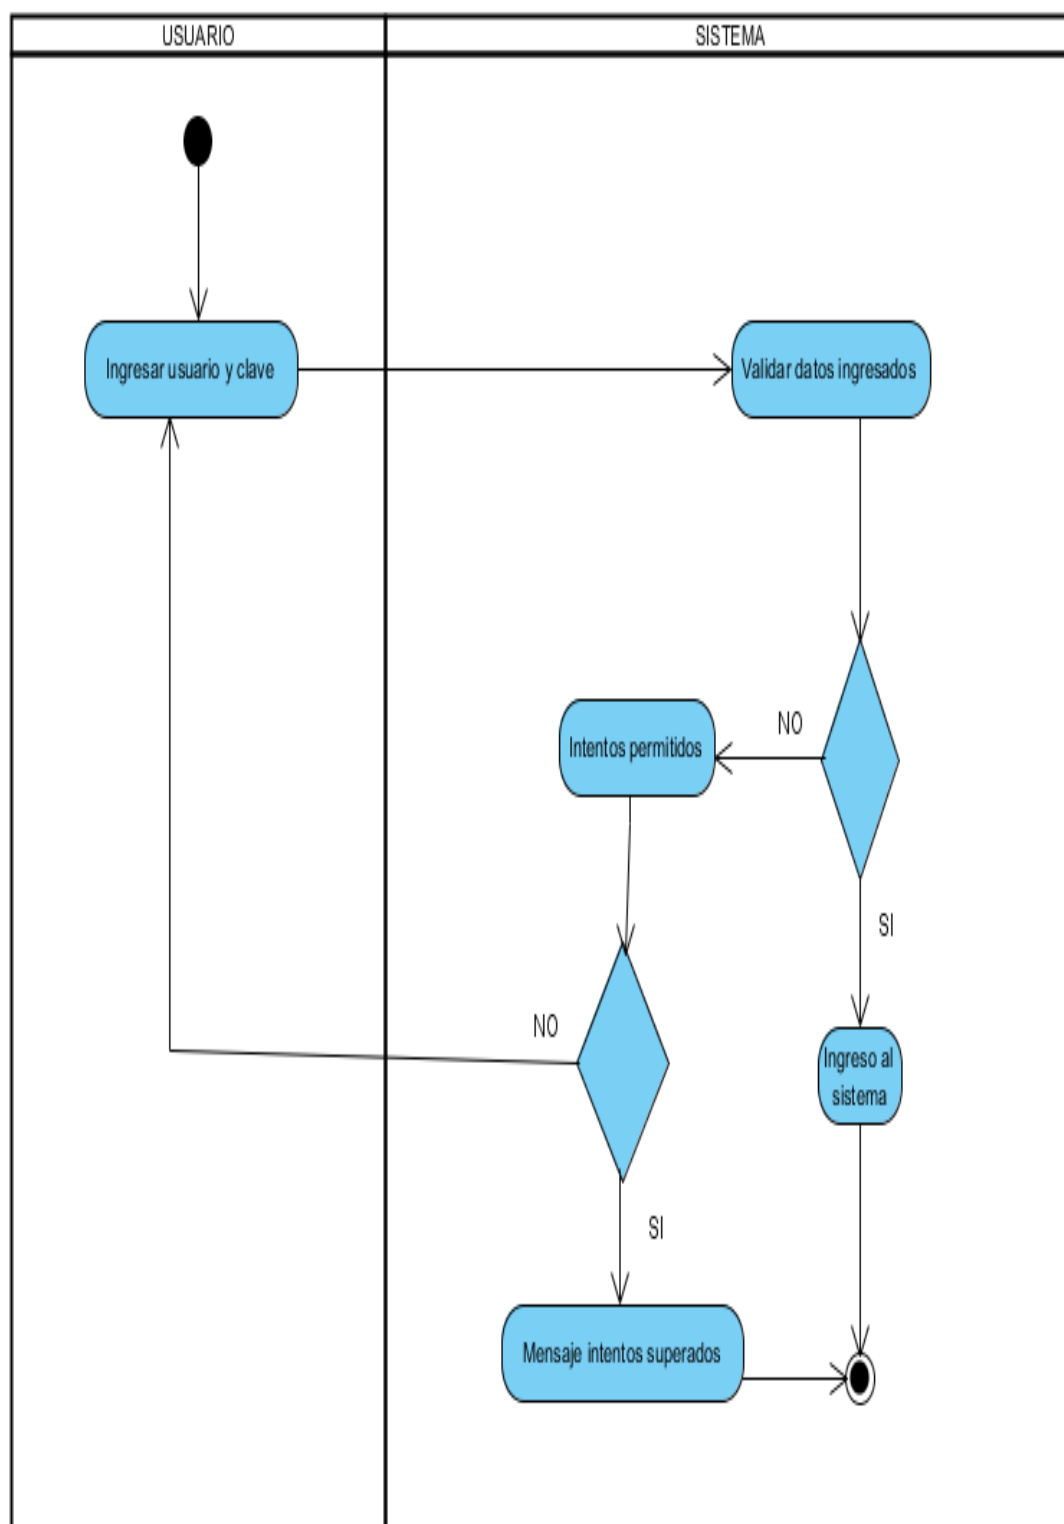 USUARIO
SISTEMA
Ingresar usuario y clave
Validar datos ingresados
NO
Intentos permitidos
SI
NO
Ingreso al
sistema
SI
Mensaje intentos superados